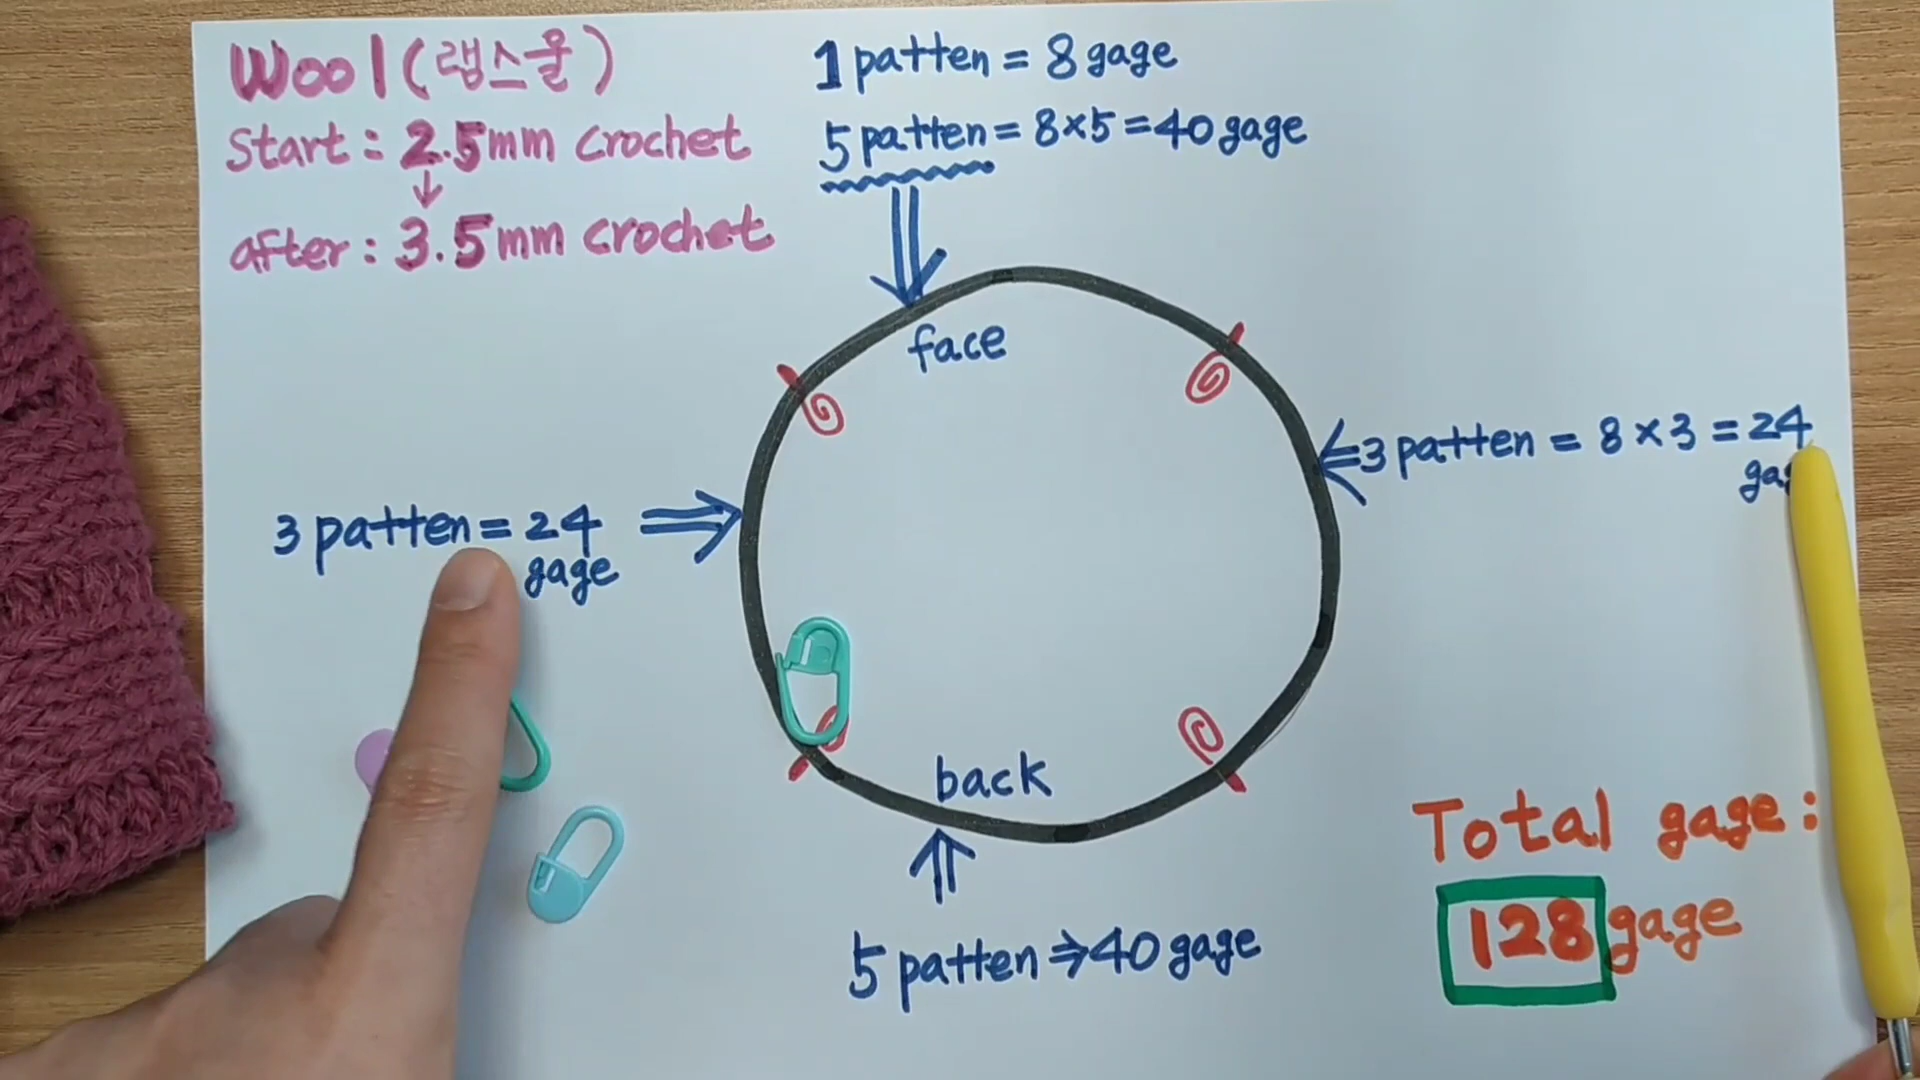 Wool (랩스울)
Start : 2.5mm crochet
↓
after : 3.5mm crochet
1 patten = 8 gage
5 patten = 8×5 = 40 gage
face
3 patten = 8 × 3 = 24
3 patten = 24
gage
back
5 patten ⇒ 40 gage
Total gage :
128 gage